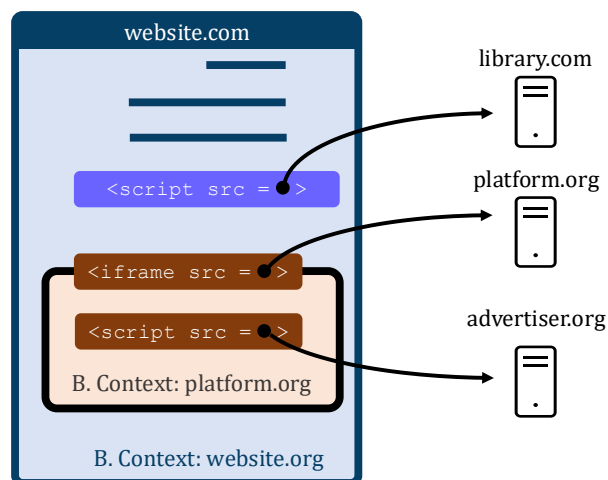 website.com
library.com
<script src = >
platform.org
<iframe src = >
<script src = >
advertiser.org
B. Context: platform.org
B. Context: website.org